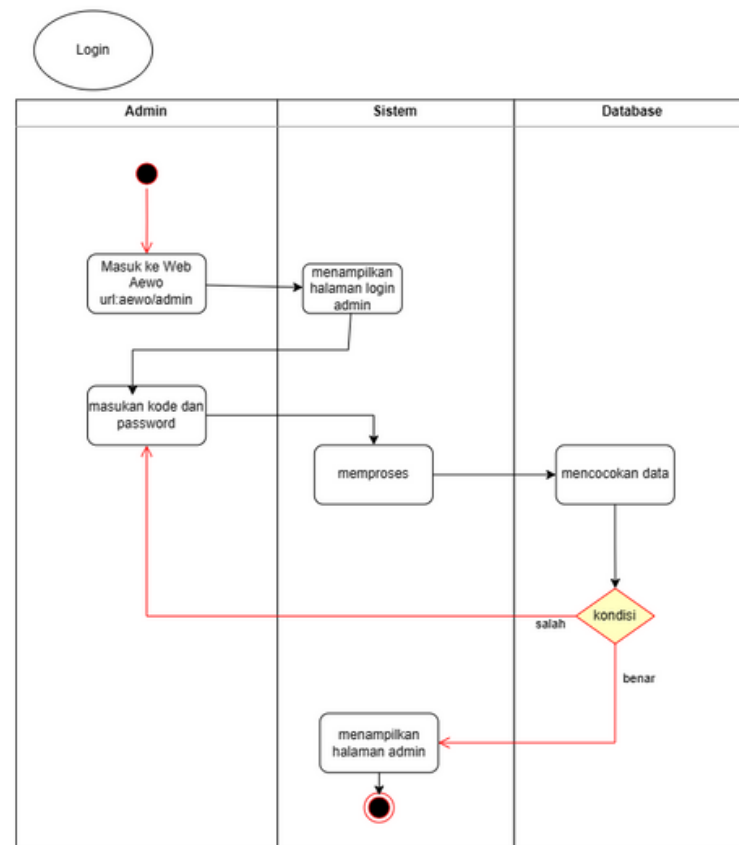 Login
Admin
Sistem
Database
Masuk ke Web
Aewo
url:aewo/admin
menampilkan
halaman login
admin
masukan kode dan
password
memproses
mencocokan data
kondisi
salah
benar
menampilkan
halaman admin